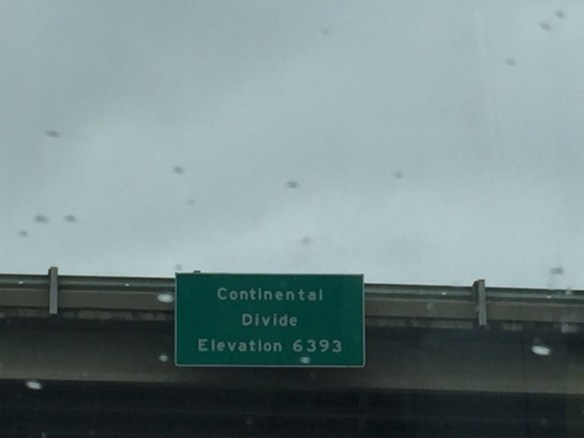 Continental
Divide
Elevation 6393